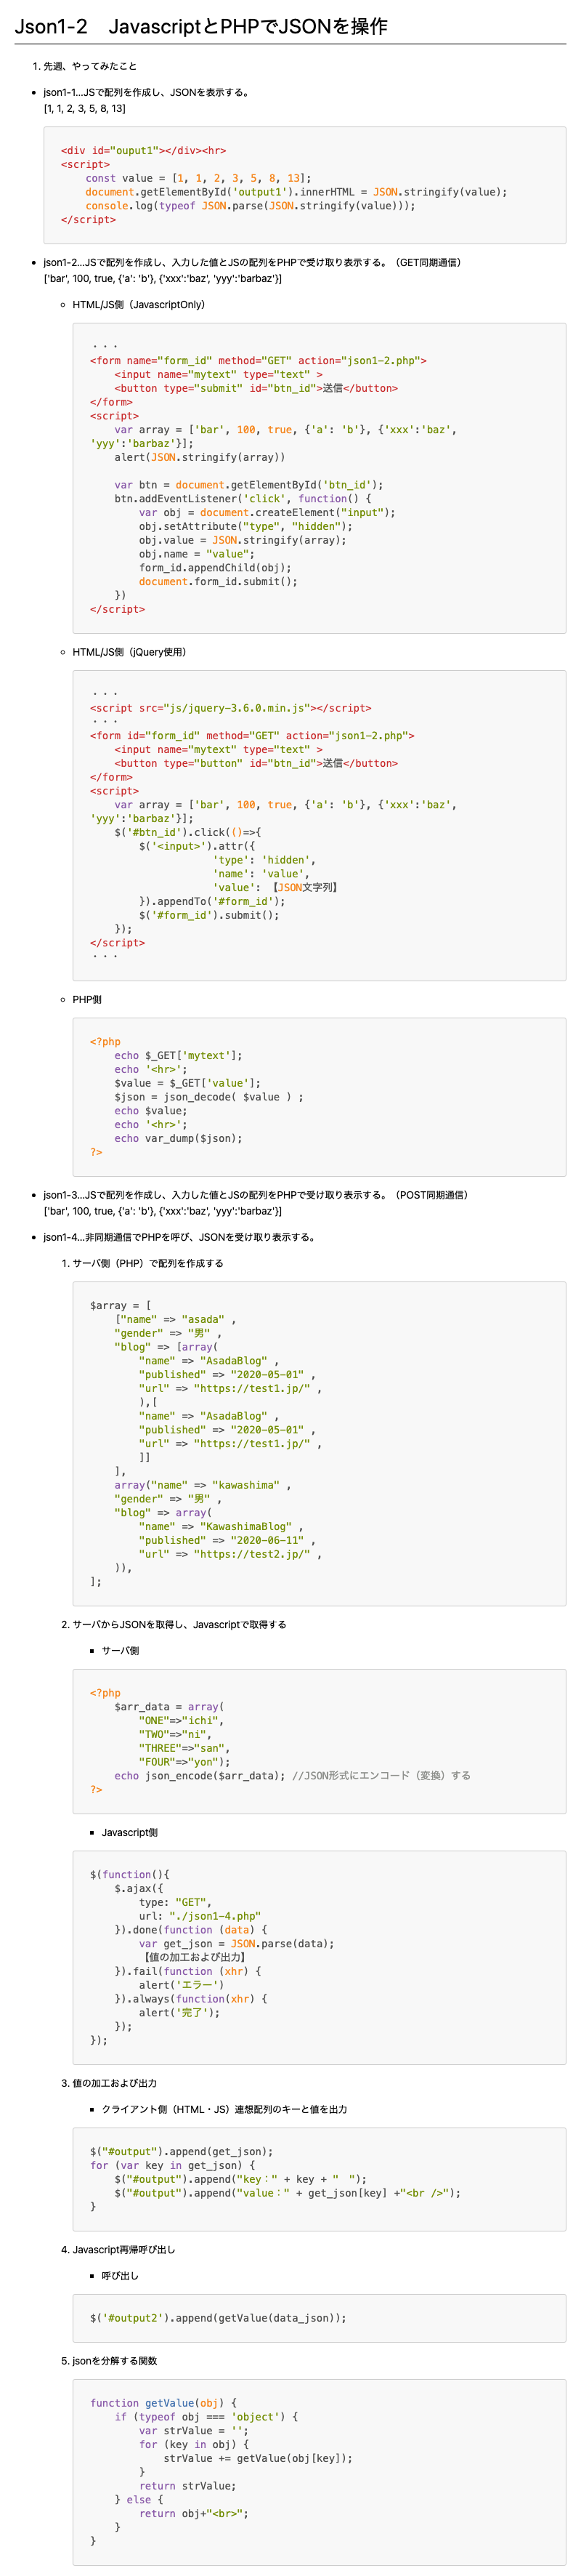 Json1-2　JavascriptとPHPでJSONを操作
1. 先週、やってみたこと
• json1-1...JSで配列を作成し、JSONを表示する。
[1, 1, 2, 3, 5, 8, 13]
<div id="ouput1"></div><hr>
<script>
    const value = [1, 1, 2, 3, 5, 8, 13];
    document.getElementById('output1').innerHTML = JSON.stringify(value);
    console.log(typeof JSON.parse(JSON.stringify(value)));
</script>
• json1-2...JSで配列を作成し、入力した値とJSの配列をPHPで受け取り表示する。（GET同期通信）
['bar', 100, true, {'a': 'b'}, {'xxx':'baz', 'yyy':'barbaz'}]
◦ HTML/JS側（JavascriptOnly）
・・・
<form name="form_id" method="GET" action="json1-2.php">
    <input name="mytext" type="text" >
    <button type="submit" id="btn_id">送信</button>
</form>
<script>
    var array = ['bar', 100, true, {'a': 'b'}, {'xxx':'baz',
'yyy':'barbaz'}];
    alert(JSON.stringify(array))

    var btn = document.getElementById('btn_id');
    btn.addEventListener('click', function() {
        var obj = document.createElement("input");
        obj.setAttribute("type", "hidden");
        obj.value = JSON.stringify(array);
        obj.name = "value";
        form_id.appendChild(obj);
        document.form_id.submit();
    })
</script>
◦ HTML/JS側（jQuery使用）
・・・
<script src="js/jquery-3.6.0.min.js"></script>
・・・
<form id="form_id" method="GET" action="json1-2.php">
    <input name="mytext" type="text" >
    <button type="button" id="btn_id">送信</button>
</form>
<script>
    var array = ['bar', 100, true, {'a': 'b'}, {'xxx':'baz',
'yyy':'barbaz'}];
    $('#btn_id').click(()=>{
        $('<input>').attr({
                    'type': 'hidden',
                    'name': 'value',
                    'value': 【JSON文字列】
        }).appendTo('#form_id');
        $('#form_id').submit();
    });
</script>
・・・
◦ PHP側
<?php
    echo $_GET['mytext'];
    echo '<hr>';
    $value = $_GET['value'];
    $json = json_decode( $value ) ;
    echo $value;
    echo '<hr>';
    echo var_dump($json);
?>
• json1-3...JSで配列を作成し、入力した値とJSの配列をPHPで受け取り表示する。（POST同期通信）
['bar', 100, true, {'a': 'b'}, {'xxx':'baz', 'yyy':'barbaz'}]
• json1-4...非同期通信でPHPを呼び、JSONを受け取り表示する。
1. サーバ側（PHP）で配列を作成する
$array = [
    ["name" => "asada" ,
    "gender" => "男" ,
    "blog" => [array(
        "name" => "AsadaBlog" ,
        "published" => "2020-05-01" ,
        "url" => "https://test1.jp/" ,
        ),[
        "name" => "AsadaBlog" ,
        "published" => "2020-05-01" ,
        "url" => "https://test1.jp/" ,
        ]]
    ],
    array("name" => "kawashima" ,
    "gender" => "男" ,
    "blog" => array(
        "name" => "KawashimaBlog" ,
        "published" => "2020-06-11" ,
        "url" => "https://test2.jp/" ,
    )),
];
2. サーバからJSONを取得し、Javascriptで取得する
▪ サーバ側
<?php
    $arr_data = array(
        "ONE"=>"ichi",
        "TWO"=>"ni",
        "THREE"=>"san",
        "FOUR"=>"yon");
    echo json_encode($arr_data); //JSON形式にエンコード（変換）する
?>
▪ Javascript側
$(function(){
    $.ajax({
        type: "GET",
        url: "./json1-4.php"
    }).done(function (data) {
        var get_json = JSON.parse(data);
        【値の加工および出力】
    }).fail(function (xhr) {
        alert('エラー')
    }).always(function(xhr) {
        alert('完了');
    });
});
3. 値の加工および出力
▪ クライアント側（HTML・JS）連想配列のキーと値を出力
$("#output").append(get_json);
for (var key in get_json) {
    $("#output").append("key：" + key + "　");
    $("#output").append("value：" + get_json[key] +"<br />");
}
4. Javascript再帰呼び出し
▪ 呼び出し
$('#output2').append(getValue(data_json));
5. jsonを分解する関数
function getValue(obj) {
    if (typeof obj === 'object') {
        var strValue = '';
        for (key in obj) {
            strValue += getValue(obj[key]);
        }
        return strValue;
    } else {
        return obj+"<br>";
    }
}